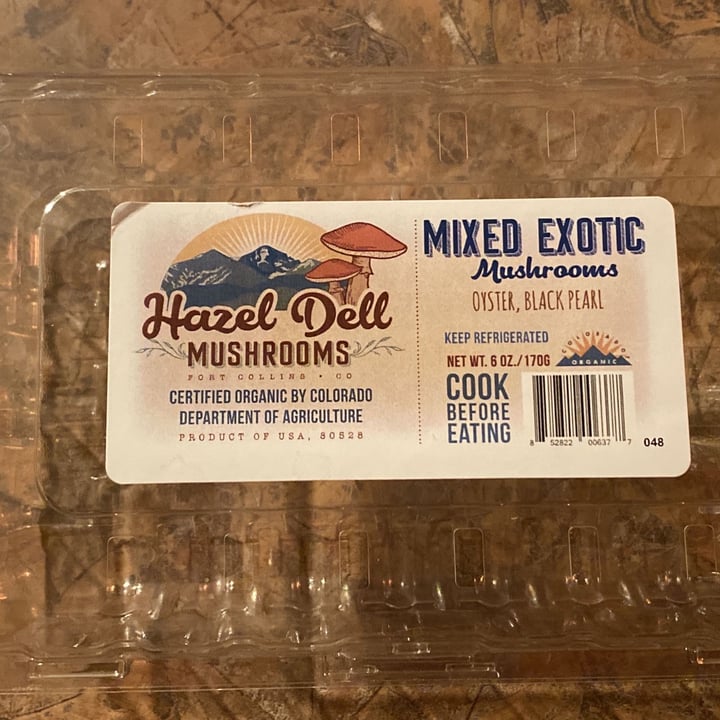 Hazel Dell
MUSHROOMS
FORT COLLINS • CO
CERTIFIED ORGANIC BY COLORADO
DEPARTMENT OF AGRICULTURE
PRODUCT OF USA, 80528
MIXED EXOTIC
Mushrooms
OYSTER, BLACK PEARL
KEEP REFRIGERATED
NET WT. 6 OZ./170G
COLORADO
ORGANIC
COOK
BEFORE
EATING
8 52822 00637 7
048